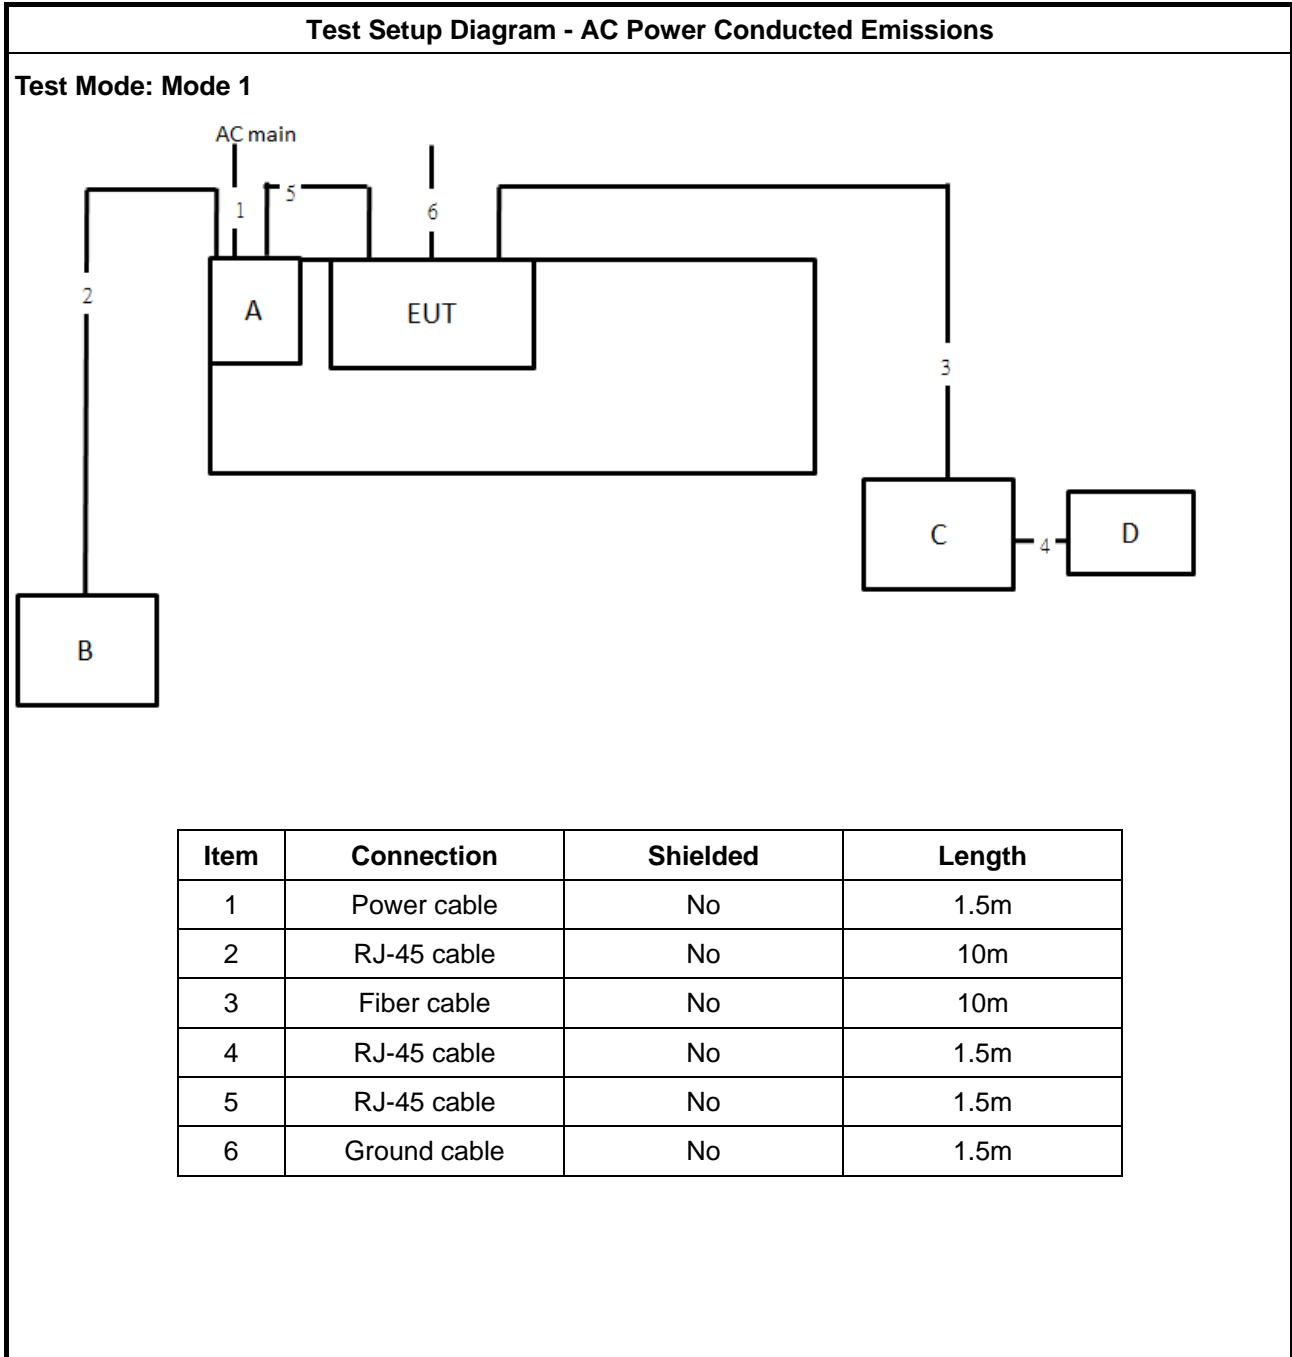 Test Setup Diagram - AC Power Conducted Emissions
Test Mode: Mode 1
AC main
5
1
6
2
A
EUT
3
C
4
D
B
Item Connection Shielded Length
1 Power cable No 1.5m
2 RJ-45 cable No 10m
3 Fiber cable No 10m
4 RJ-45 cable No 1.5m
5 RJ-45 cable No 1.5m
6 Ground cable No 1.5m